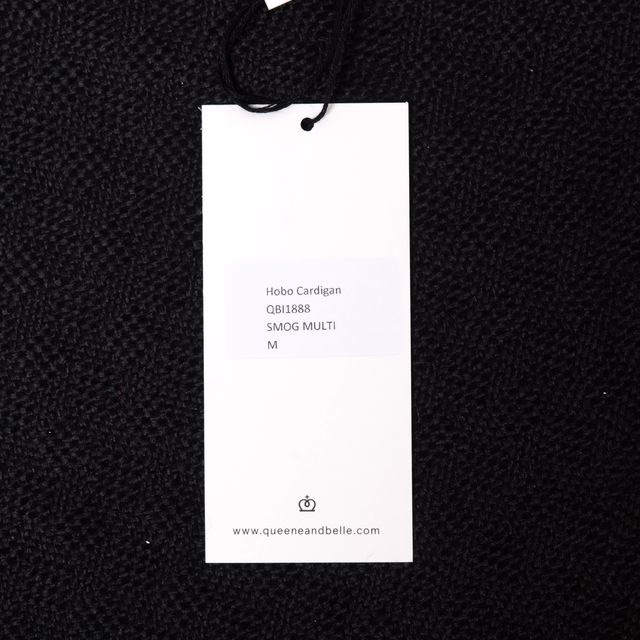 Hobo Cardigan
QBI1888
SMOG MULTI
M
www.queeneandbelle.com